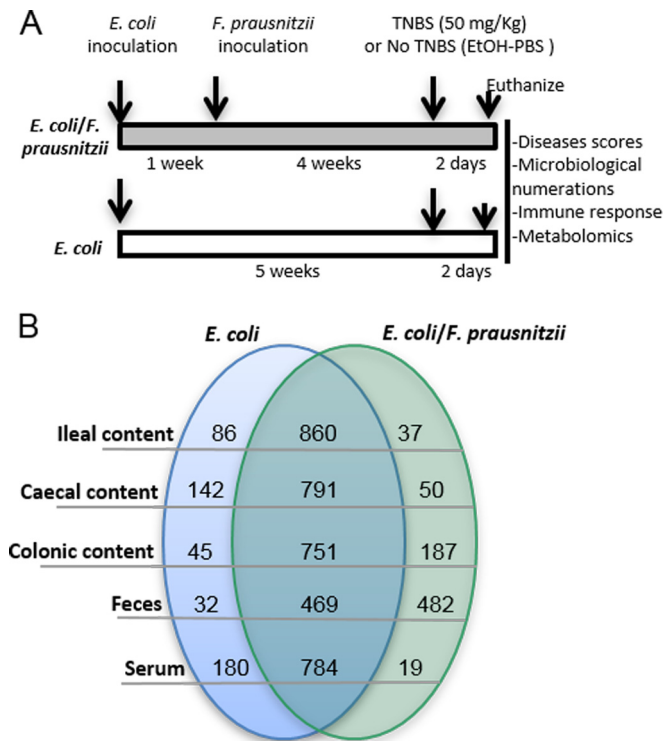 A
E. coli
inoculation
F. prausnitzii
inoculation
TNBS (50 mg/Kg)
or No TNBS (EtOH-PBS )
Euthanize
E. coli/F.
prausnitzii
1 week
4 weeks
2 days
-Diseases scores
-Microbiological
numerations
-Immune response
-Metabolomics
E. coli
5 weeks
2 days
B
E. coli
E. coli/F. prausnitzii
Ileal content 86 860 37
Caecal content 142 791 50
Colonic content 45 751 187
Feces 32 469 482
Serum 180 784 19